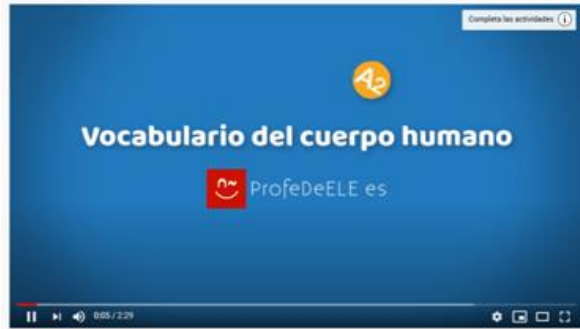 Completa las actividades
A2
Vocabulario del cuerpo humano
ProfeDeELE es
0:05 / 2:29